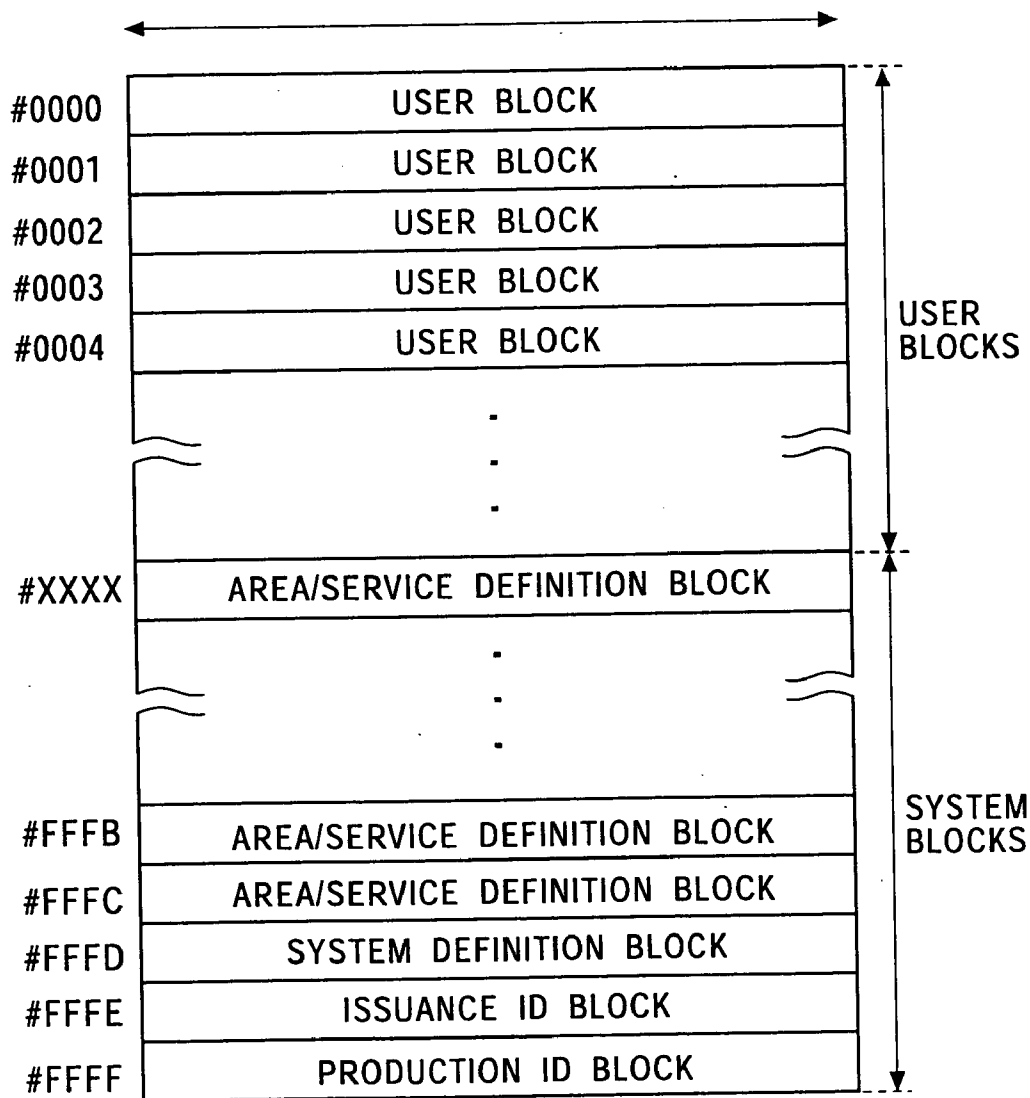 #0000 USER BLOCK
#0001 USER BLOCK
#0002 USER BLOCK
#0003 USER BLOCK
#0004 USER BLOCK
USER
BLOCKS
#XXXX AREA/SERVICE DEFINITION BLOCK
#FFFB AREA/SERVICE DEFINITION BLOCK
SYSTEM
BLOCKS
#FFFC AREA/SERVICE DEFINITION BLOCK
#FFFD SYSTEM DEFINITION BLOCK
#FFFE ISSUANCE ID BLOCK
#FFFF PRODUCTION ID BLOCK